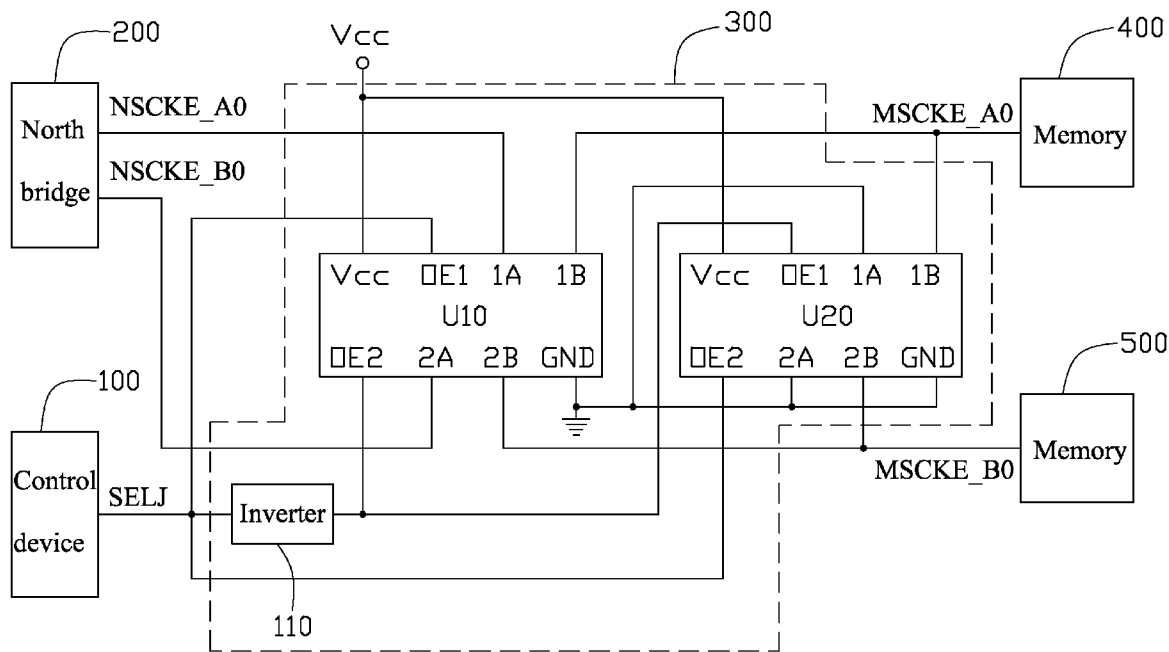 200
Vcc
300
400
NSCKE_A0
MSCKE_A0
North
bridge
Memory
NSCKE_B0
Vcc OE1 1A 1B
U10
OE2 2A 2B GND
Vcc OE1 1A 1B
U20
OE2 2A 2B GND
500
100
Control
device
SELJ
Inverter
Memory
MSCKE_B0
110